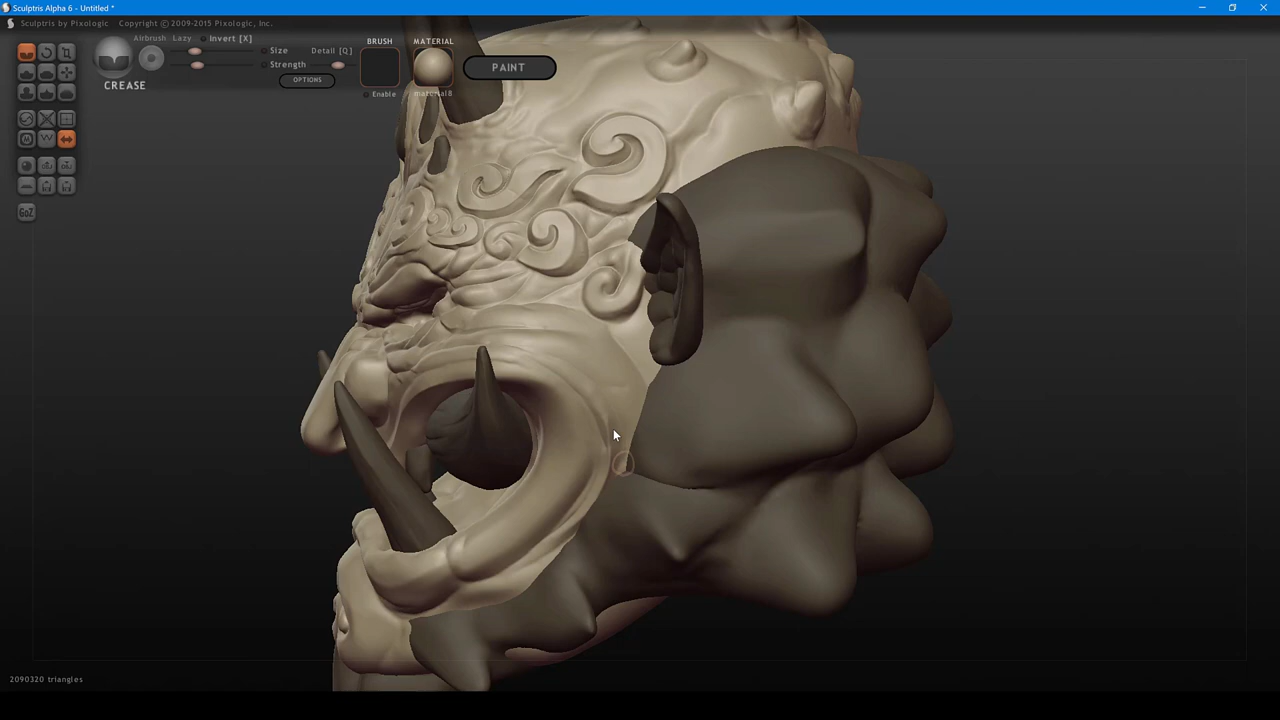 Sculptris Alpha 6 - Untitled *
Sculptris by Pixologic Copyright © 2009-2015 Pixologic, Inc.
Airbrush Lazy Invert [X]
Size Detail [Q]
Strength
OPTIONS
CREASE
BRUSH
Enable
MATERIAL
material8
PAINT
GoZ
2090320 triangles